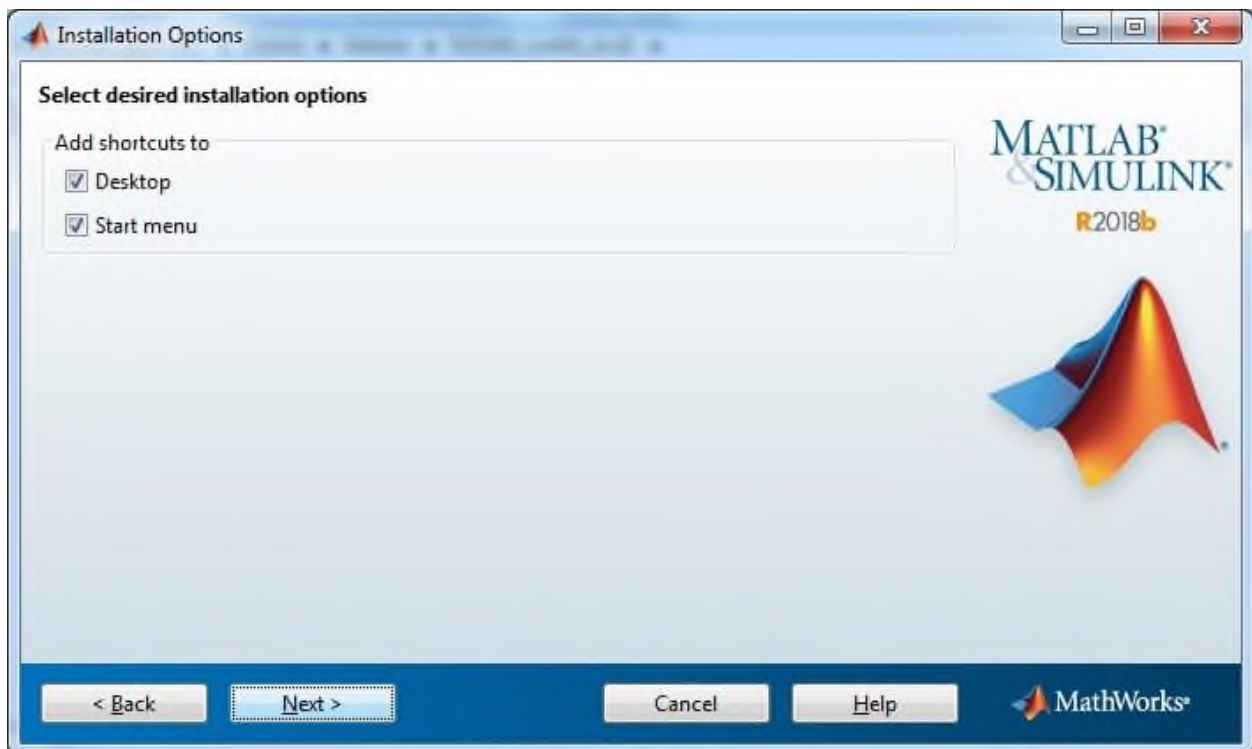 Installation Options
Select desired installation options
Add shortcuts to
Desktop
Start menu
MATLAB®
&SIMULINK®
R2018b
< Back
Next >
Cancel
Help
MathWorks®